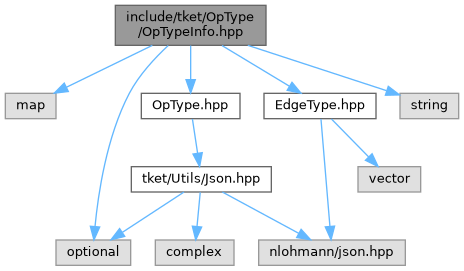 include/tket/OpType
/OpTypeInfo.hpp
map
OpType.hpp
EdgeType.hpp
string
tket/Utils/Json.hpp
vector
optional
complex
nlohmann/json.hpp